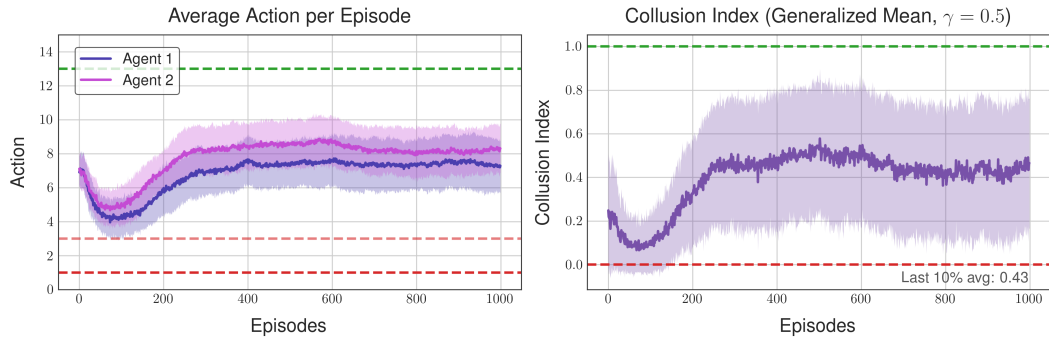 Average Action per Episode
Action
14
12
10
8
6
4
2
0
Agent 1
Agent 2
0
200
400
600
800
1000
Episodes
Collusion Index (Generalized Mean, γ = 0.5)
Collusion Index
1.0
0.8
0.6
0.4
0.2
0.0
Last 10% avg: 0.43
0
200
400
600
800
1000
Episodes